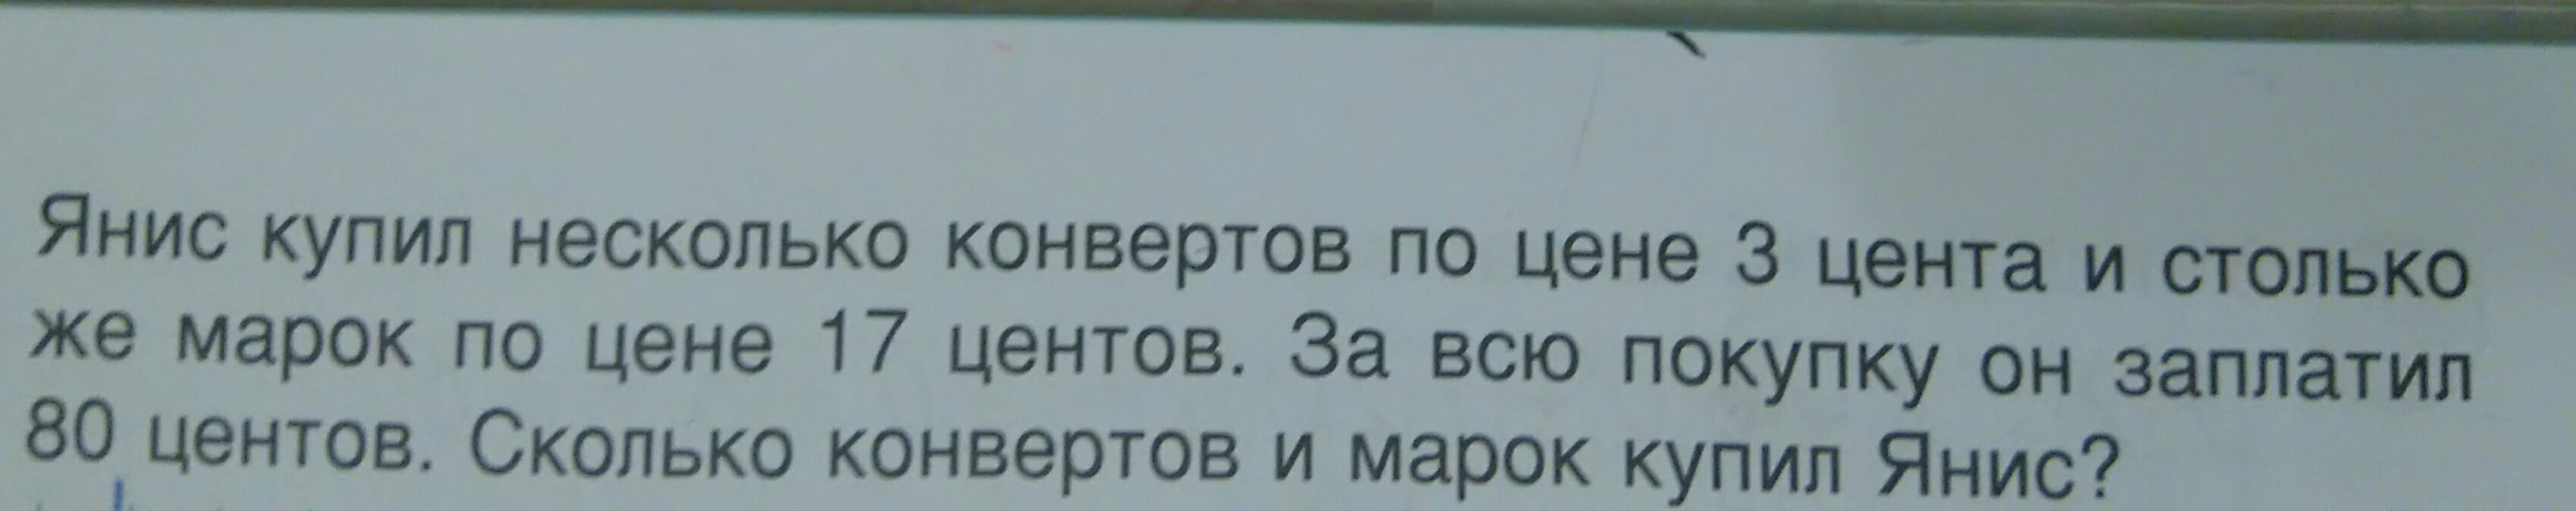 Янис купил несколько конвертов по цене 3 цента и столько
же марок по цене 17 центов. За всю покупку он заплатил
80 центов. Сколько конвертов и марок купил Янис?